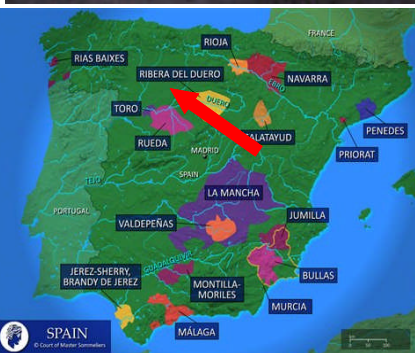 FRANCE
RIOJA
RIAS BAIXES
RIBERA DEL DUERO
EBRO
NAVARRA
TORO
DUERO
PENEDES
RUEDA
ALATAYUD
MADRID
PRIORAT
TEJO
SPAIN
LA MANCHA
PORTUGAL
JUMILLA
VALDEPEÑAS
GUADALQUIVIR
JEREZ-SHERRY,
BRANDY DE JEREZ
MONTILLA-
MORILES
BULLAS
MURCIA
MÁLAGA
SPAIN
© Court of Master Sommeliers